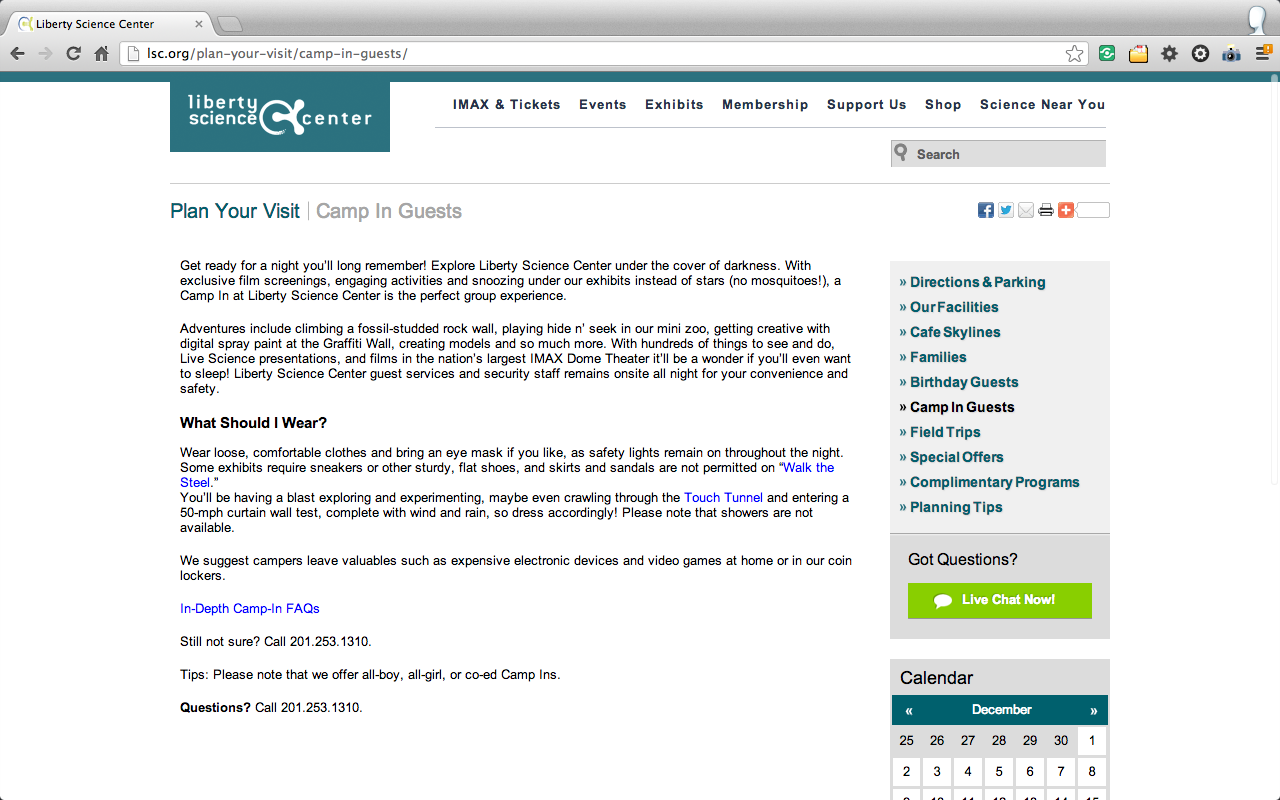 Liberty Science Center
lsc.org/plan-your-visit/camp-in-guests/
liberty
science center
IMAX & Tickets Events Exhibits Membership Support Us Shop Science Near You
Search
Plan Your Visit | Camp In Guests
Get ready for a night you'll long remember! Explore Liberty Science Center under the cover of darkness. With
exclusive film screenings, engaging activities and snoozing under our exhibits instead of stars (no mosquitoes!), a
Camp In at Liberty Science Center is the perfect group experience.
Adventures include climbing a fossil-studded rock wall, playing hide n' seek in our mini zoo, getting creative with
digital spray paint at the Graffiti Wall, creating models and so much more. With hundreds of things to see and do,
Live Science presentations, and films in the nation's largest IMAX Dome Theater it'll be a wonder if you'll even want
to sleep! Liberty Science Center guest services and security staff remains onsite all night for your convenience and
safety.
What Should I Wear?
Wear loose, comfortable clothes and bring an eye mask if you like, as safety lights remain on throughout the night.
Some exhibits require sneakers or other sturdy, flat shoes, and skirts and sandals are not permitted on “Walk the
Steel.”
You'll be having a blast exploring and experimenting, maybe even crawling through the Touch Tunnel and entering a
50-mph curtain wall test, complete with wind and rain, so dress accordingly! Please note that showers are not
available.
We suggest campers leave valuables such as expensive electronic devices and video games at home or in our coin
lockers.
In-Depth Camp-In FAQs
Still not sure? Call 201.253.1310.
Tips: Please note that we offer all-boy, all-girl, or co-ed Camp Ins.
Questions? Call 201.253.1310.
» Directions & Parking
» Our Facilities
» Cafe Skylines
» Families
» Birthday Guests
» Camp In Guests
» Field Trips
» Special Offers
» Complimentary Programs
» Planning Tips
Got Questions?
Live Chat Now!
Calendar
« December »
25 26 27 28 29 30 1
2 3 4 5 6 7 8